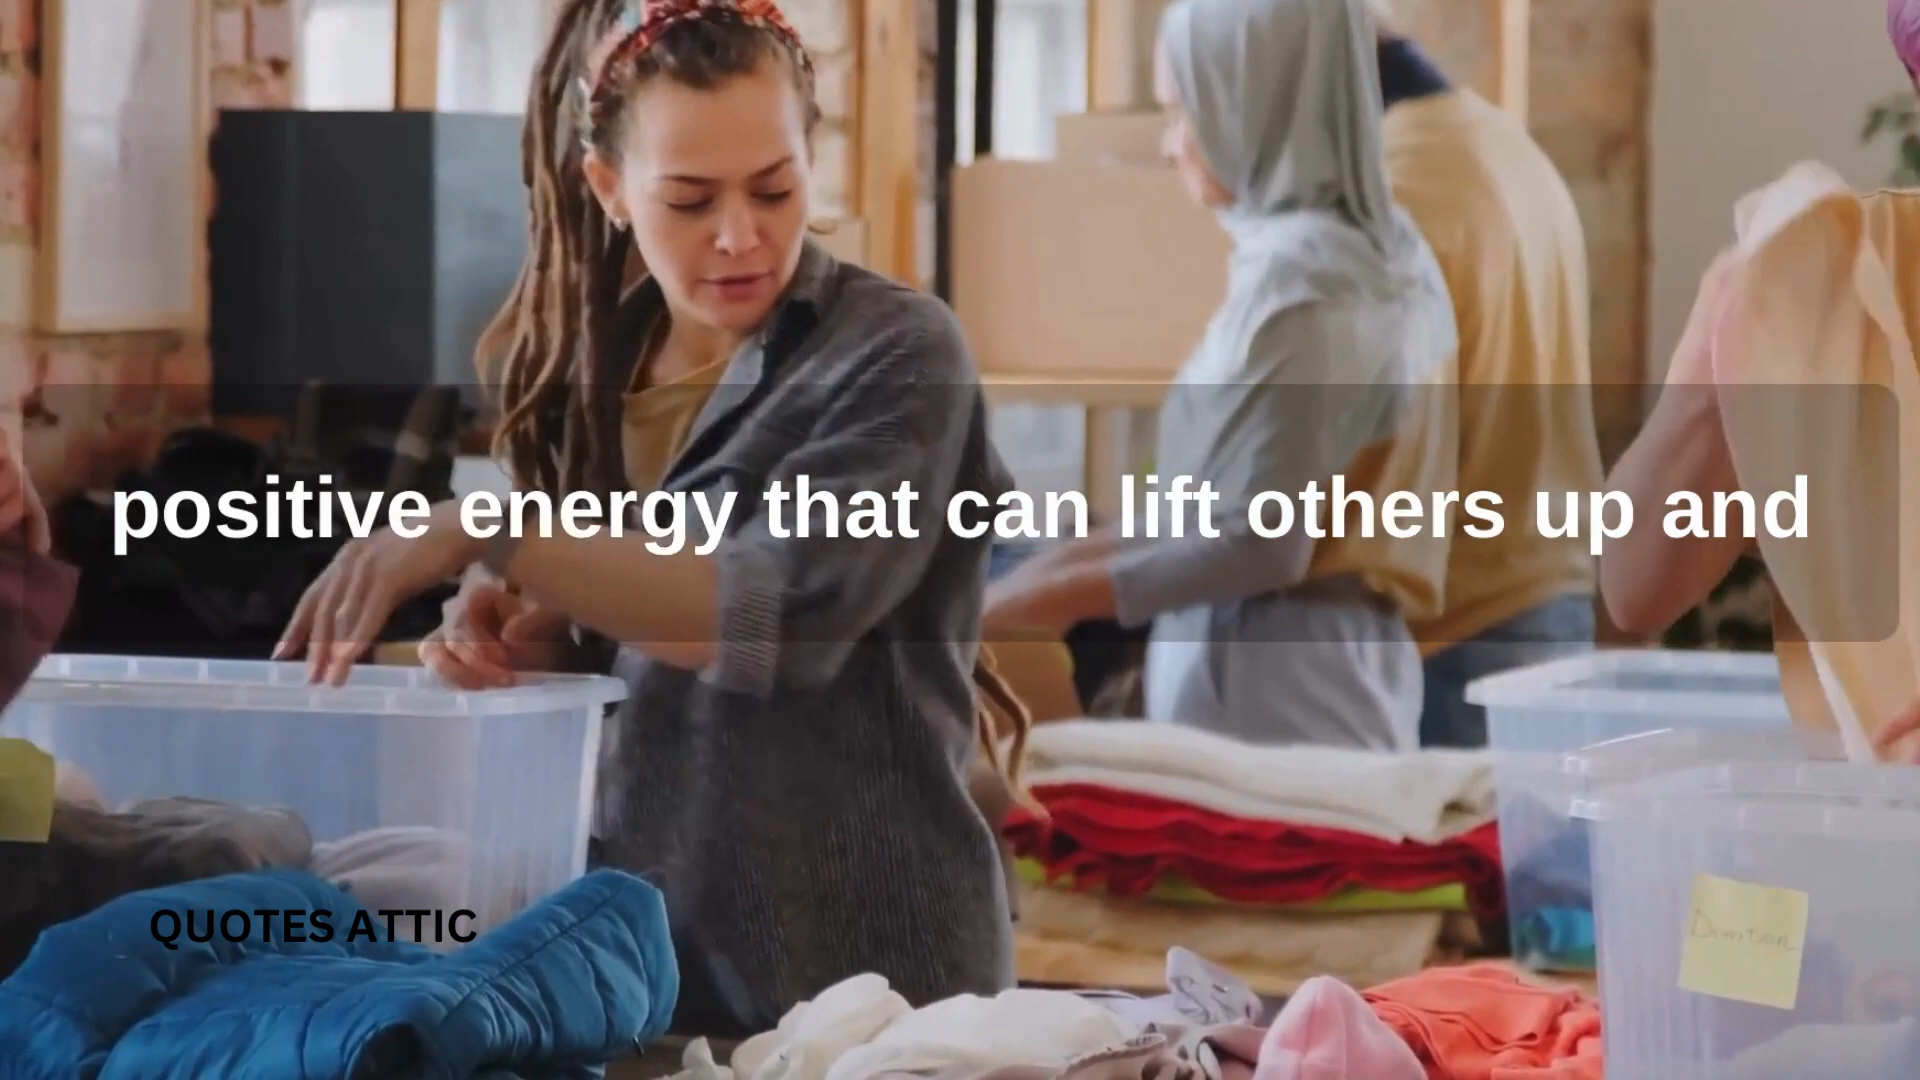 positive energy that can lift others up and
QUOTES ATTIC